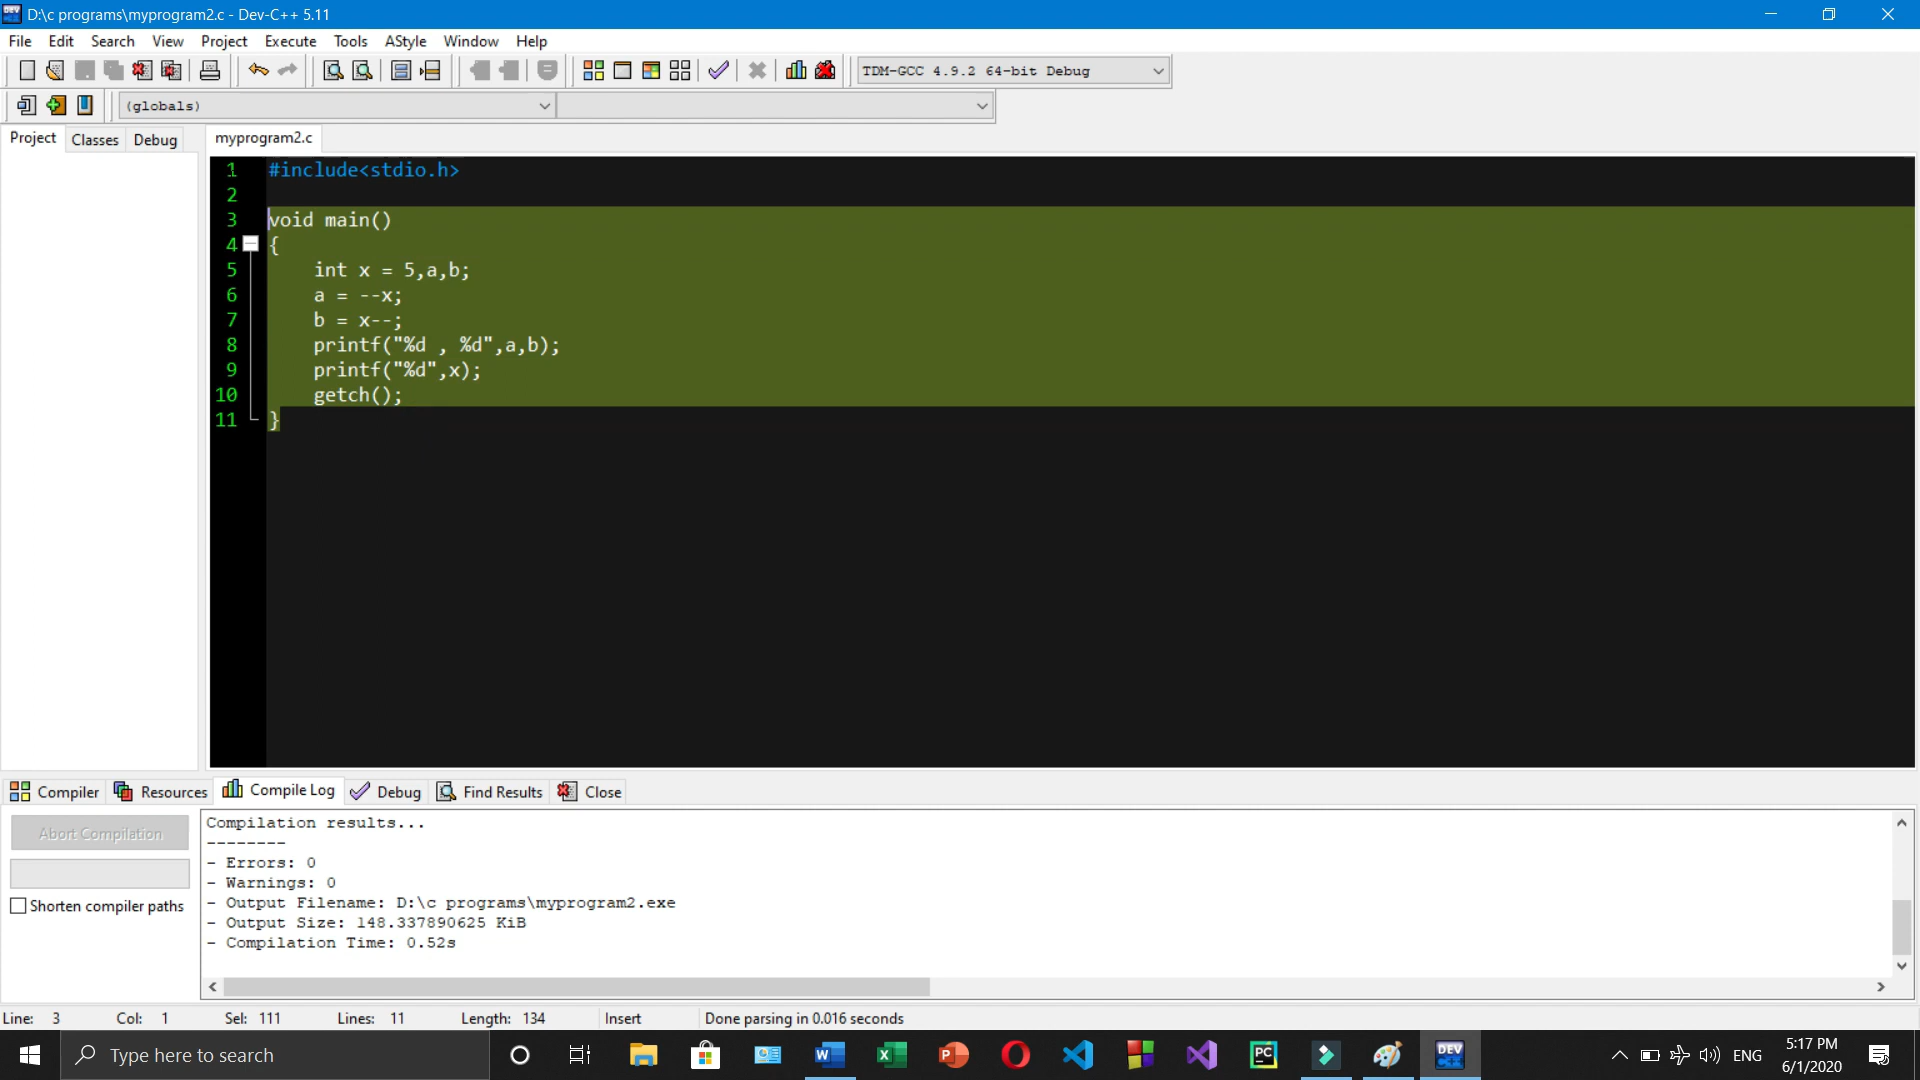 D:\c programs\myprogram2.c - Dev-C++ 5.11
File Edit Search View Project Execute Tools AStyle Window Help
TDM-GCC 4.9.2 64-bit Debug
(globals)
Project Classes Debug
myprogram2.c
1 #include<stdio.h>
2
3 void main()
4 {
5 int x = 5,a,b;
6 a = --x;
7 b = x--;
8 printf("%d , %d",a,b);
9 printf("%d",x);
10 getch();
11 }
Compiler Resources Compile Log Debug Find Results Close
Abort Compilation
Shorten compiler paths
Compilation results...
--------
- Errors: 0
- Warnings: 0
- Output Filename: D:\c programs\myprogram2.exe
- Output Size: 148.337890625 KiB
- Compilation Time: 0.52s
Line: 3 Col: 1 Sel: 111 Lines: 11 Length: 134 Insert Done parsing in 0.016 seconds
Type here to search
ENG
5:17 PM
6/1/2020